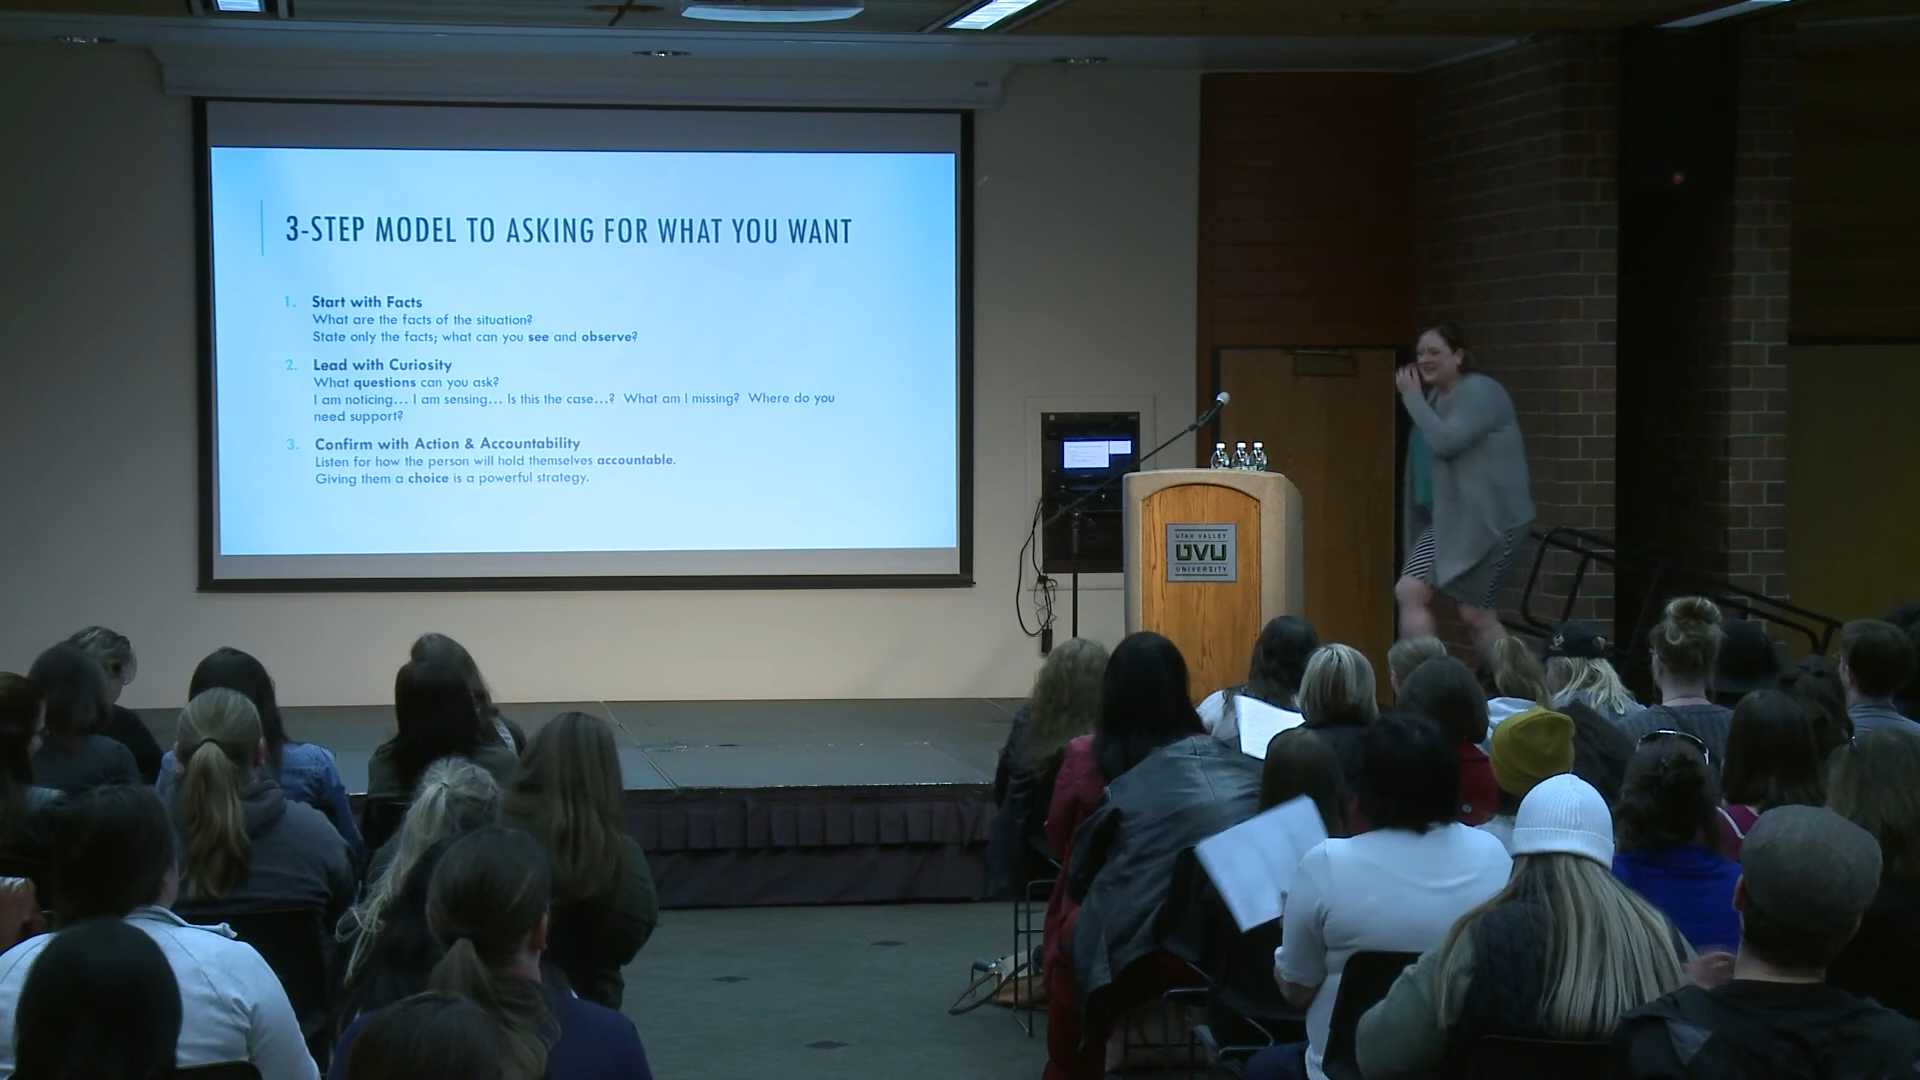 3-STEP MODEL TO ASKING FOR WHAT YOU WANT
1. Start with Facts
What are the facts of the situation?
State only the facts; what can you see and observe?
2. Lead with Curiosity
What questions can you ask?
I am noticing... I am sensing... Is this the case...? What am I missing? Where do you
need support?
3. Confirm with Action & Accountability
Listen for how the person will hold themselves accountable.
Giving them a choice is a powerful strategy.
UTAH VALLEY
UVU
UNIVERSITY